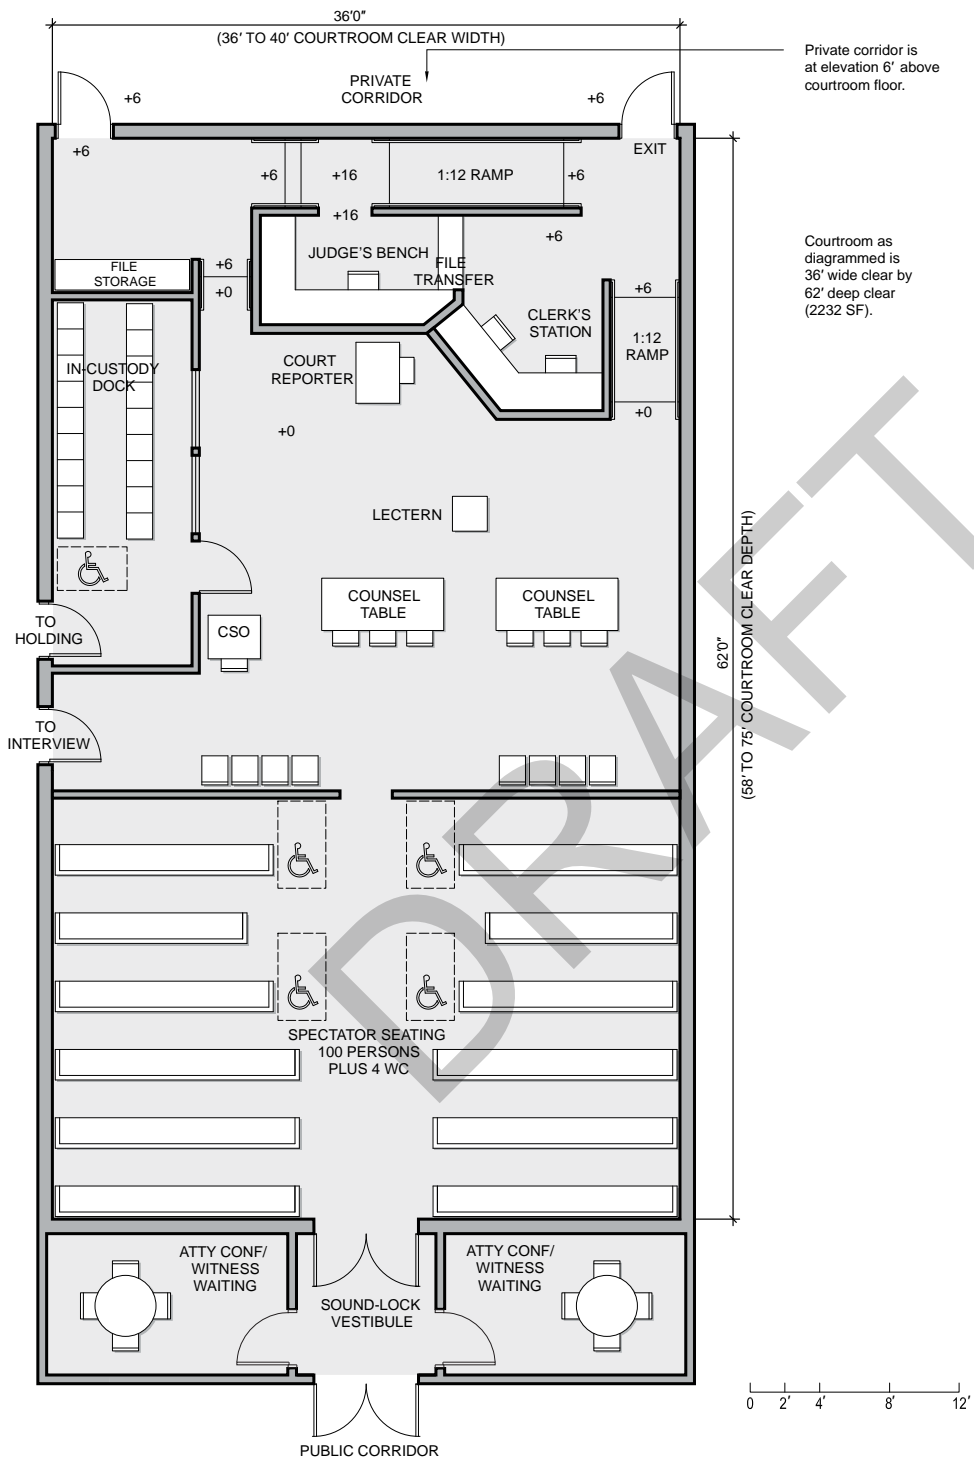 36′0″
(36′ TO 40′ COURTROOM CLEAR WIDTH)
Private corridor is
at elevation 6′ above
courtroom floor.
PRIVATE
CORRIDOR
+6
+6
+6
EXIT
+6
+16
1:12 RAMP
+6
+16
+6
JUDGE'S BENCH
FILE
TRANSFER
Courtroom as
diagrammed is
36′ wide clear by
62′ deep clear
(2232 SF).
FILE
STORAGE
+6
+0
+6
CLERK'S
STATION
1:12
RAMP
+0
IN-CUSTODY
DOCK
COURT
REPORTER
+0
LECTERN
COUNSEL
TABLE
COUNSEL
TABLE
CSO
TO
HOLDING
TO
INTERVIEW
62′0″
(58′ TO 75′ COURTROOM CLEAR DEPTH)
DRAFT
SPECTATOR SEATING
100 PERSONS
PLUS 4 WC
ATTY CONF/
WITNESS
WAITING
ATTY CONF/
WITNESS
WAITING
SOUND-LOCK
VESTIBULE
PUBLIC CORRIDOR
0 2′ 4′ 8′ 12′